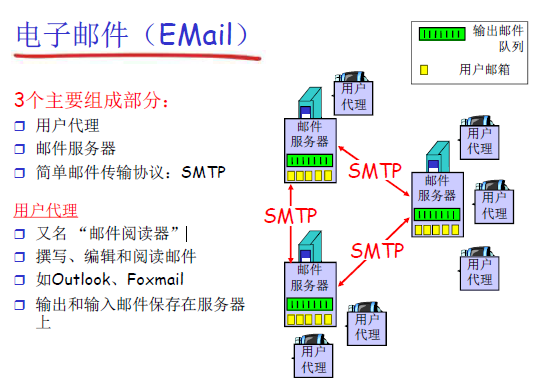 电子邮件（EMail）
3个主要组成部分：
用户代理
邮件服务器
简单邮件传输协议：SMTP
用户代理
又名 “邮件阅读器”
撰写、编辑和阅读邮件
如Outlook、Foxmail
输出和输入邮件保存在服务器
上
输出邮件
队列
用户邮箱
用户
代理
邮件
服务器
SMTP
用户
代理
邮件
服务器
用户
代理
SMTP
SMTP
用户
代理
邮件
服务器
用户
代理
用户
代理